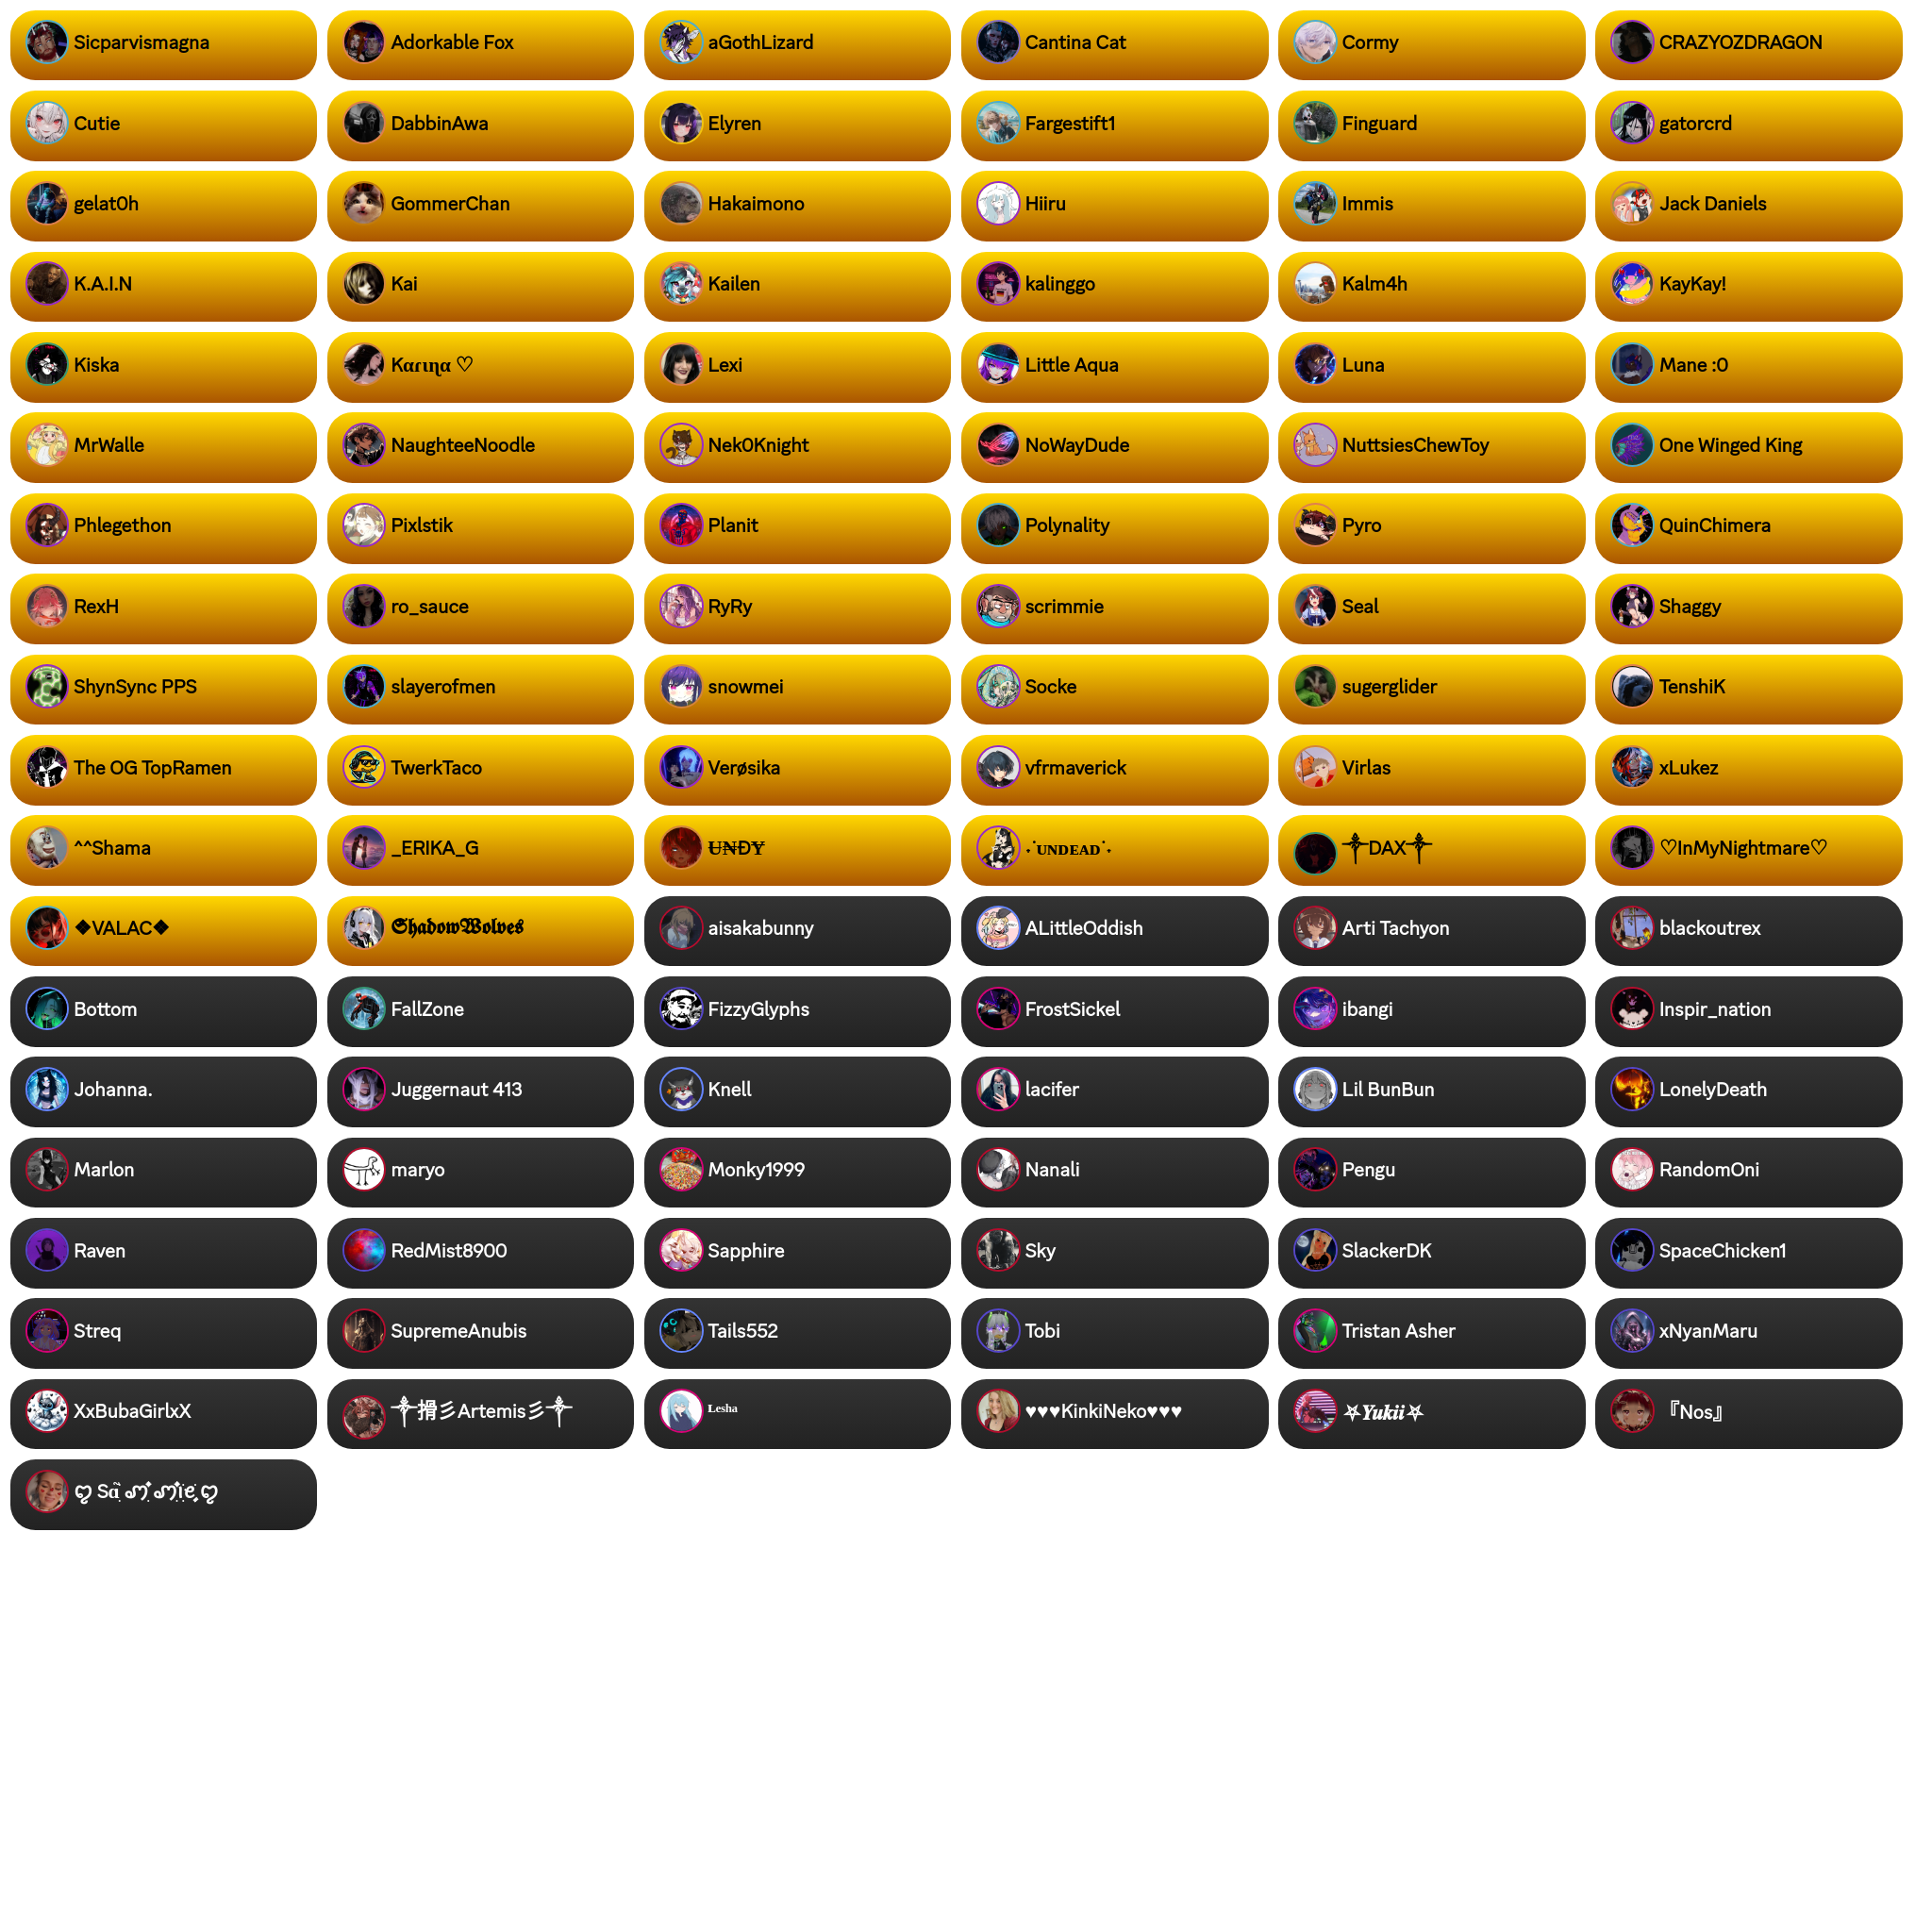 Sicparvismagna
Adorkable Fox
aGothLizard
Cantina Cat
Cormy
CRAZYOZDRAGON
Cutie
DabbinAwa
Elyren
Fargestift1
Finguard
gatorcrd
gelat0h
GommerChan
Hakaimono
Hiiru
Immis
Jack Daniels
K.A.I.N
Kai
Kailen
kalinggo
Kalm4h
KayKay!
Kiska
Kαɾιɳα ♡
Lexi
Little Aqua
Luna
Mane :0
MrWalle
NaughteeNoodle
Nek0Knight
NoWayDude
NuttsiesChewToy
One Winged King
Phlegethon
Pixlstik
Planit
Polynality
Pyro
QuinChimera
RexH
ro_sauce
RyRy
scrimmie
Seal
Shaggy
ShynSync PPS
slayerofmen
snowmei
Socke
sugerglider
TenshiK
The OG TopRamen
TwerkTaco
Verøsika
vfrmaverick
Virlas
xLukez
^^Shama
_ERIKA_G
U̶N̶ĐɎ
˖˙ᴜɴᴅᴇᴀᴅ˙˖
༒DAX༒
♡InMyNightmare♡
❖VALAC❖
𝕾𝖍𝖆𝖉𝖔𝖜𝖂𝖔𝖑𝖛𝖊𝖘
aisakabunny
ALittleOddish
Arti Tachyon
blackoutrex
Bottom
FallZone
FizzyGlyphs
FrostSickel
ibangi
Inspir_nation
Johanna.
Juggernaut 413
Knell
lacifer
Lil BunBun
LonelyDeath
Marlon
maryo
Monky1999
Nanali
Pengu
RandomOni
Raven
RedMist8900
Sapphire
Sky
SlackerDK
SpaceChicken1
Streq
SupremeAnubis
Tails552
Tobi
Tristan Asher
xNyanMaru
XxBubaGirlxX
༒搰彡Artemis彡༒
ᴸᵉˢʰᵃ
♥♥♥KinkiNeko♥♥♥
⛧𝒀𝒖𝒌𝒊𝒊⛧
『Nos』